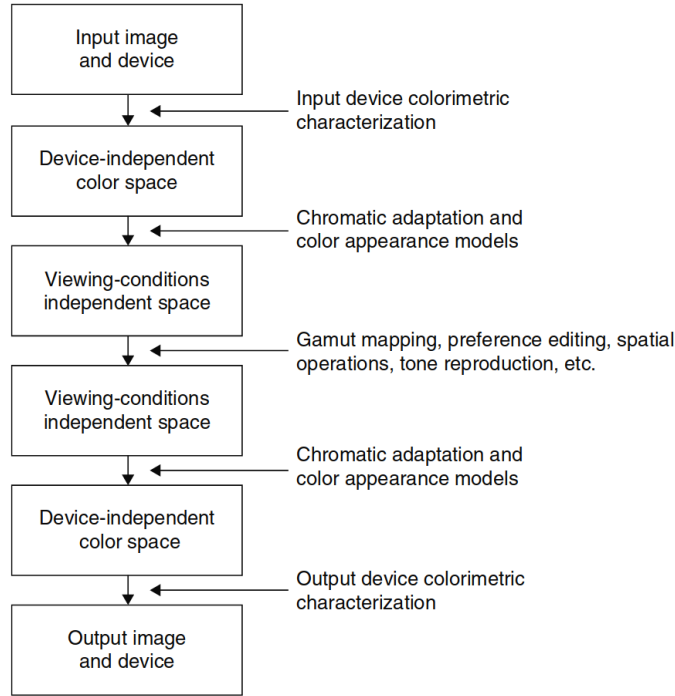 Input image
and device
Input device colorimetric
characterization
Device-independent
color space
Chromatic adaptation and
color appearance models
Viewing-conditions
independent space
Gamut mapping, preference editing, spatial
operations, tone reproduction, etc.
Viewing-conditions
independent space
Chromatic adaptation and
color appearance models
Device-independent
color space
Output device colorimetric
characterization
Output image
and device